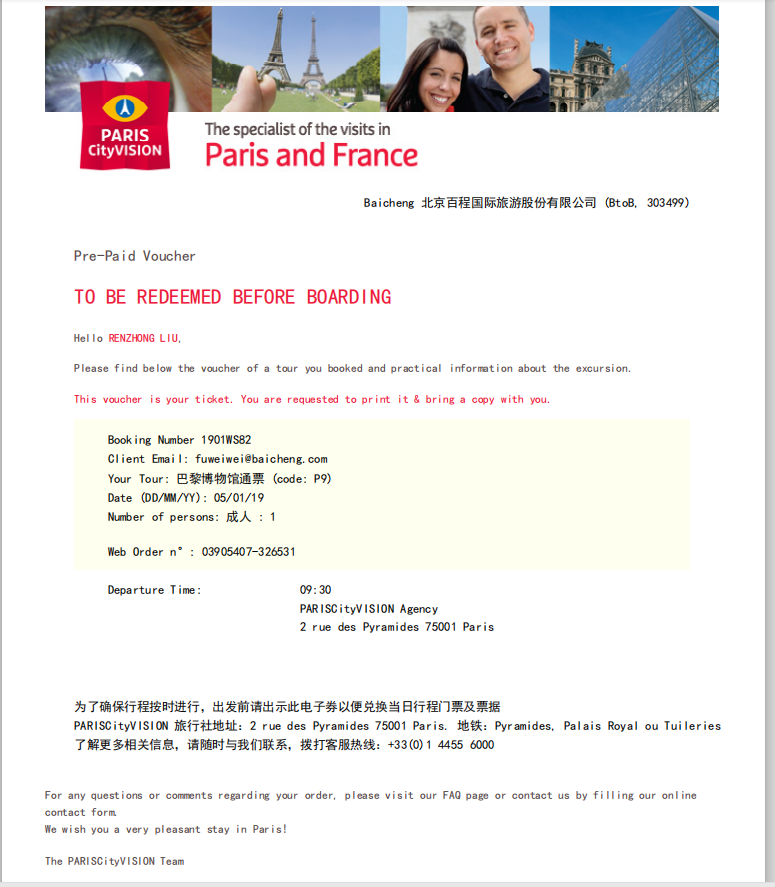 PARIS
CityVISION
The specialist of the visits in
Paris and France
Baicheng 北京百程国际旅游股份有限公司 (BtoB, 303499)
Pre-Paid Voucher
TO BE REDEEMED BEFORE BOARDING
Hello RENZHONG LIU,
Please find below the voucher of a tour you booked and practical information about the excursion.
This voucher is your ticket. You are requested to print it & bring a copy with you.
Booking Number 1901WS82
Client Email: fuweiwei@baicheng.com
Your Tour: 巴黎博物馆通票 (code: P9)
Date (DD/MM/YY): 05/01/19
Number of persons: 成人 : 1
Web Order n° : 03905407-326531
Departure Time: 09:30
PARISCityVISION Agency
2 rue des Pyramides 75001 Paris
为了确保行程按时进行，出发前请出示此电子券以便兑换当日行程门票及票据
PARISCityVISION 旅行社地址: 2 rue des Pyramides 75001 Paris. 地铁: Pyramides, Palais Royal ou Tuileries
了解更多相关信息，请随时与我们联系，拨打客服热线: +33(0)1 4455 6000
For any questions or comments regarding your order, please visit our FAQ page or contact us by filling our online
contact form.
We wish you a very pleasant stay in Paris!
The PARISCityVISION Team